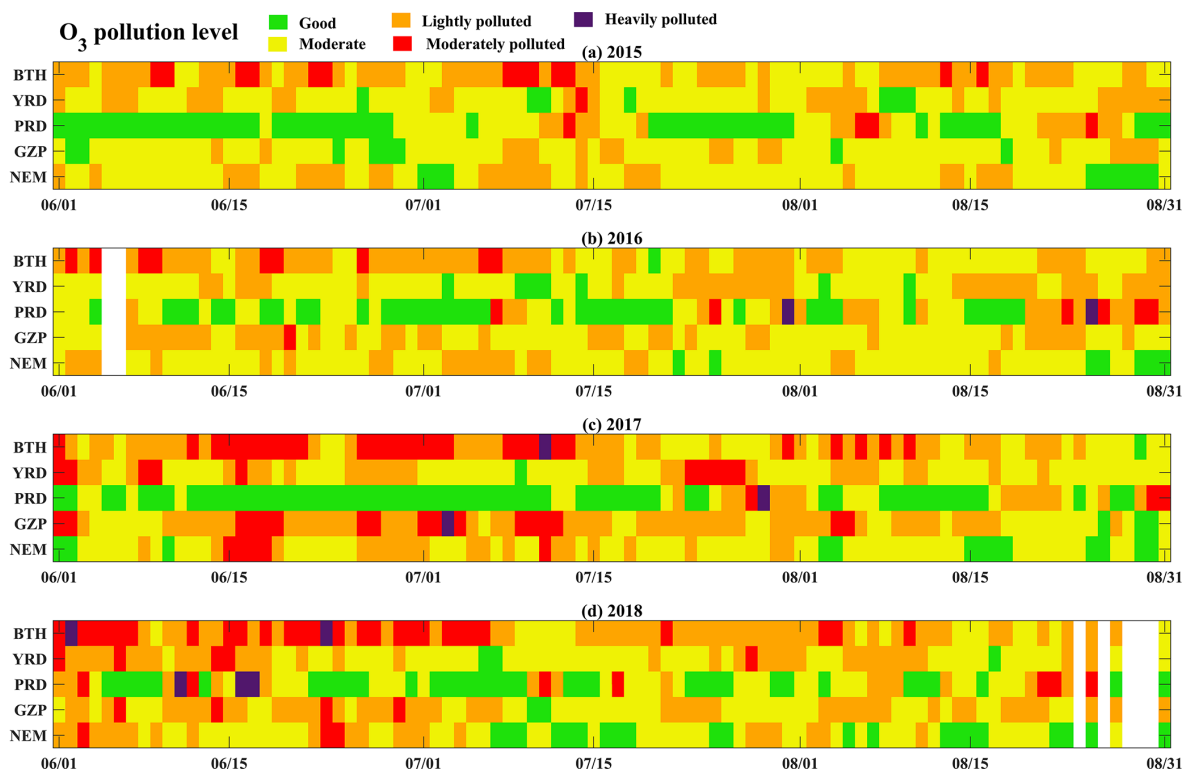 O3 pollution level
Good
Lightly polluted
Heavily polluted
Moderate
Moderately polluted
(a) 2015
BTH
YRD
PRD
GZP
NEM
06/01 06/15 07/01 07/15 08/01 08/15 08/31
(b) 2016
BTH
YRD
PRD
GZP
NEM
06/01 06/15 07/01 07/15 08/01 08/15 08/31
(c) 2017
BTH
YRD
PRD
GZP
NEM
06/01 06/15 07/01 07/15 08/01 08/15 08/31
(d) 2018
BTH
YRD
PRD
GZP
NEM
06/01 06/15 07/01 07/15 08/01 08/15 08/31